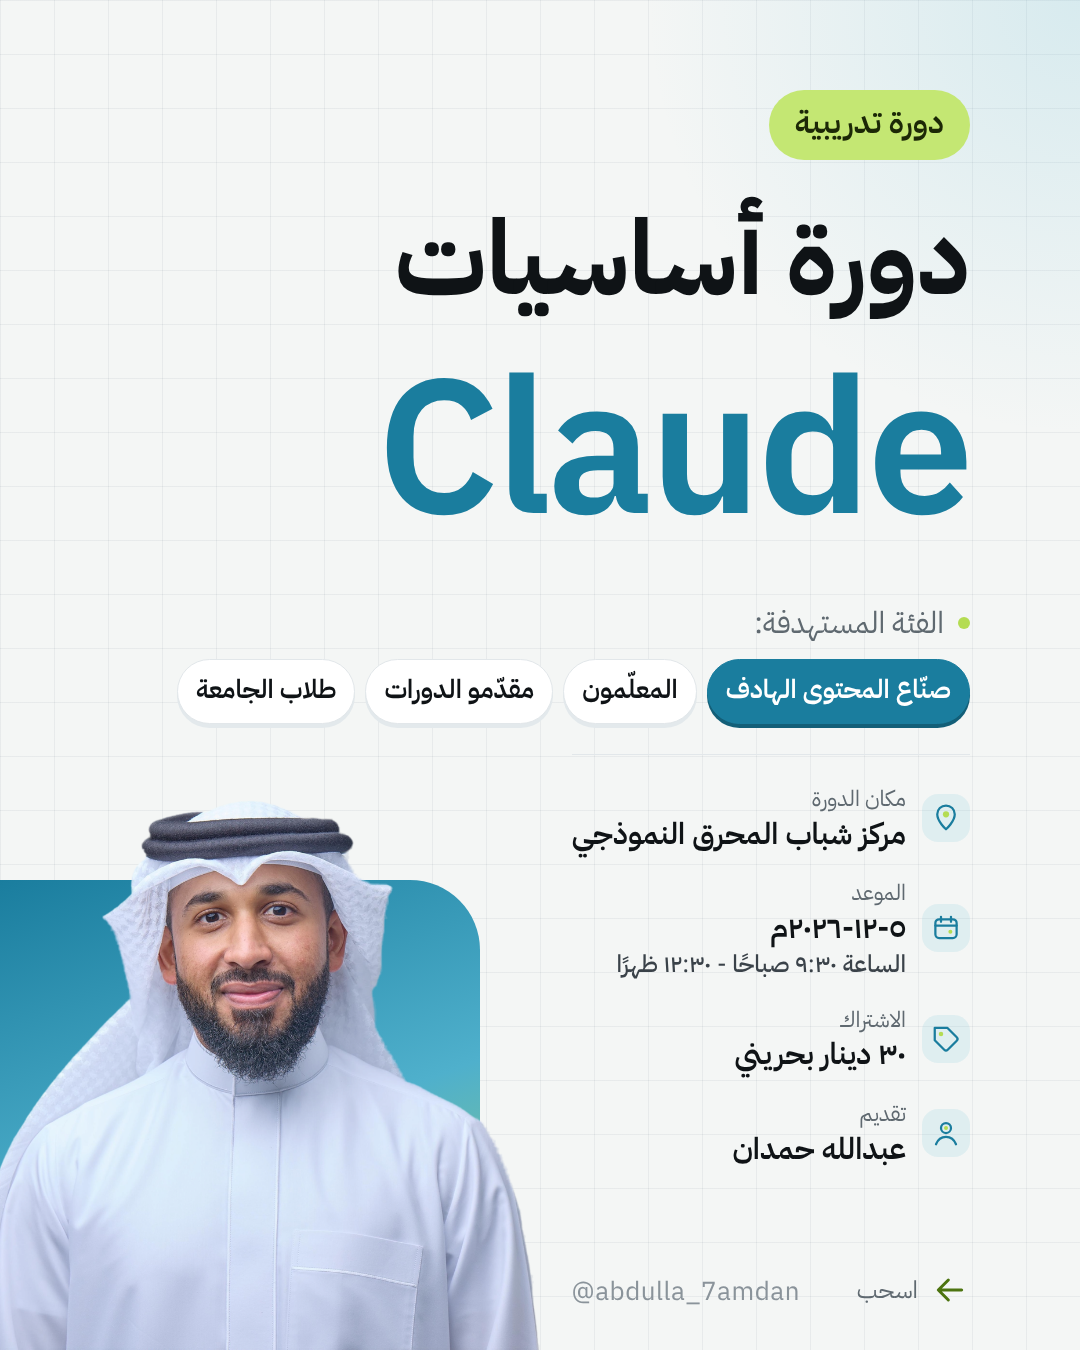 دورة تدريبية
دورة أساسيات
Claude
الفئة المستهدفة:
صنّاع المحتوى الهادف
المعلّمون
مقدّمو الدورات
طلاب الجامعة
مكان الدورة
مركز شباب المحرق النموذجي
الموعد
٥-١٢-٢٠٢٦م
الساعة ٩:٣٠ صباحًا - ١٢:٣٠ ظهرًا
الاشتراك
٣٠ دينار بحريني
تقديم
عبدالله حمدان
اسحب
@abdulla_7amdan